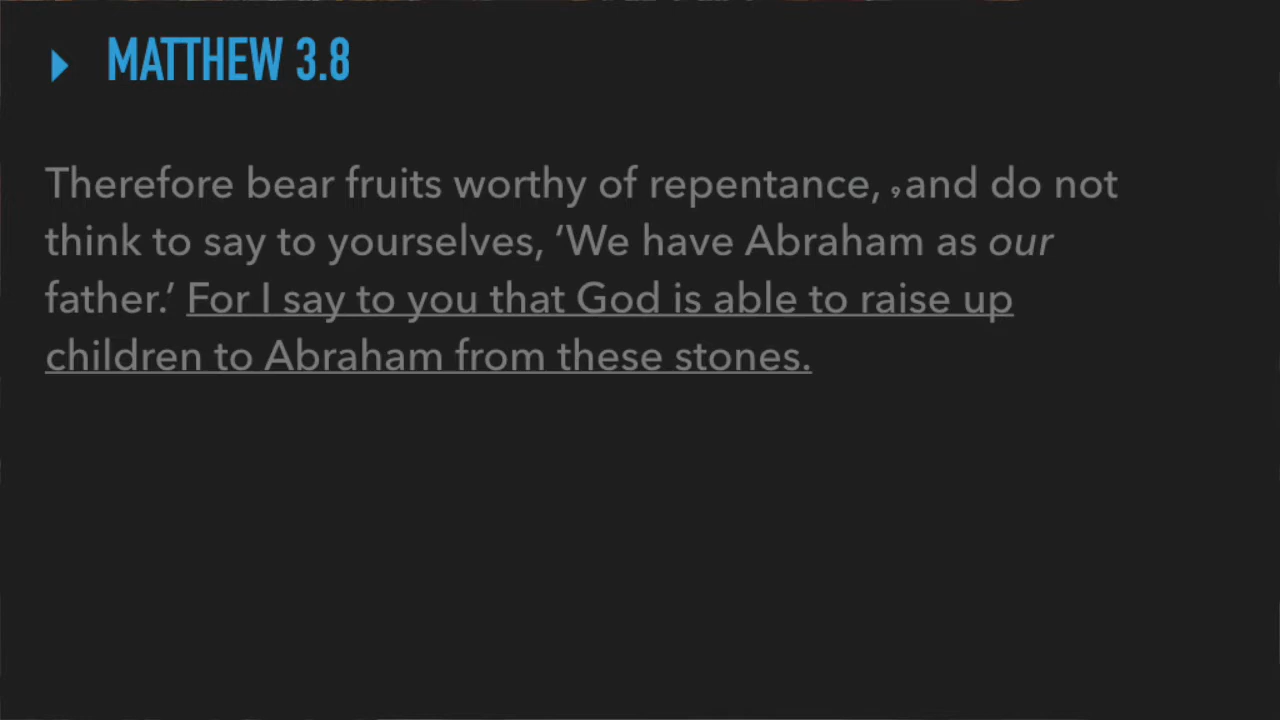 MATTHEW 3.8
Therefore bear fruits worthy of repentance, 9 and do not
think to say to yourselves, ‘We have Abraham as our
father.’ For I say to you that God is able to raise up
children to Abraham from these stones.